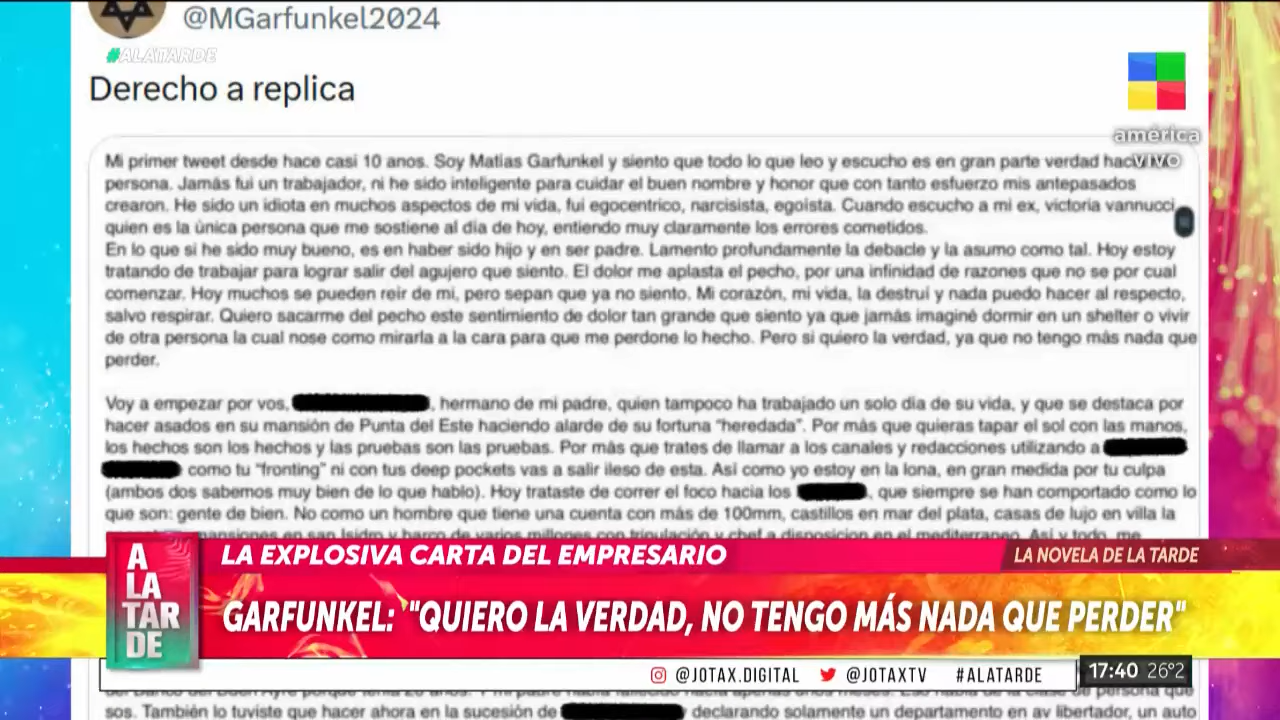 @MGarfunkel2024
#ALATARDE
Derecho a replica
américa
VIVO
Mi primer tweet desde hace casi 10 anos. Soy Matias Garfunkel y siento que todo lo que leo y escucho es en gran parte verdad
persona. Jamás fui un trabajador, ni he sido inteligente para cuidar el buen nombre y honor que con tanto esfuerzo mis antepasados
crearon. He sido un idiota en muchos aspectos de mi vida, fui egocentrico, narcisista, egoísta. Cuando escucho a mi ex, victoria vannucci,
quien es la única persona que me sostiene al día de hoy, entiendo muy claramente los errores cometidos.
En lo que si he sido muy bueno, es en haber sido hijo y en ser padre. Lamento profundamente la debacle y la asumo como tal. Hoy estoy
tratando de trabajar para lograr salir del agujero que siento. El dolor me aplasta el pecho, por una infinidad de razones que no se por cual
comenzar. Hoy muchos se pueden reir de mi, pero sepan que ya no siento. Mi corazón, mi vida, la destruí y nada puedo hacer al respecto,
salvo respirar. Quiero sacarme del pecho este sentimiento de dolor tan grande que siento ya que jamás imaginé dormir en un shelter o vivir
de otra persona la cual nose como mirarla a la cara para que me perdone lo hecho. Pero si quiero la verdad, ya que no tengo más nada que
perder.
Voy a empezar por vos, , hermano de mi padre, quien tampoco ha trabajado un solo dia de su vida, y que se destaca por
hacer asados en su mansión de Punta del Este haciendo alarde de su fortuna "heredada". Por más que quieras tapar el sol con las manos,
los hechos son los hechos y las pruebas son las pruebas. Por más que trates de llamar a los canales y redacciones utilizando a
como tu "fronting" ni con tus deep pockets vas a salir ileso de esta. Así como yo estoy en la lona, en gran medida por tu culpa
(ambos dos sabemos muy bien de lo que hablo). Hoy trataste de correr el foco hacia los , que siempre se han comportado como lo
que son: gente de bien. No como un hombre que tiene una cuenta con más de 100mm, castillos en mar del plata, casas de lujo en villa la
mansiones en san Isidro y barco de varios millones con tripulación y chef a disposicion en el mediterraneo. Así y todo, me
A LA TARDE
LA EXPLOSIVA CARTA DEL EMPRESARIO
LA NOVELA DE LA TARDE
GARFUNKEL: "QUIERO LA VERDAD, NO TENGO MÁS NADA QUE PERDER"
@JOTAX.DIGITAL @JOTAXTV #ALATARDE
17:40 26°2
sos. También lo tuviste que hacer ahora en la sucesión de declarando solamente un departamento en av libertador, un auto